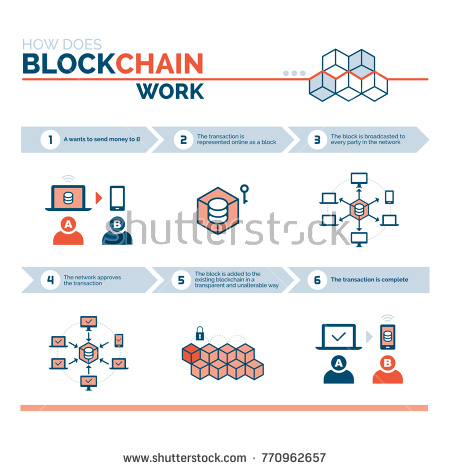 HOW DOES
BLOCKCHAIN
WORK
1 A wants to send money to B
2 The transaction is
represented online as a block
3 The block is broadcasted to
every party in the network
A B
shutterstock
4 The network approves
the transaction
5 The block is added to the
existing blockchain in a
transparent and unalterable way
6 The transaction is complete
A B
www.shutterstock.com · 770962657